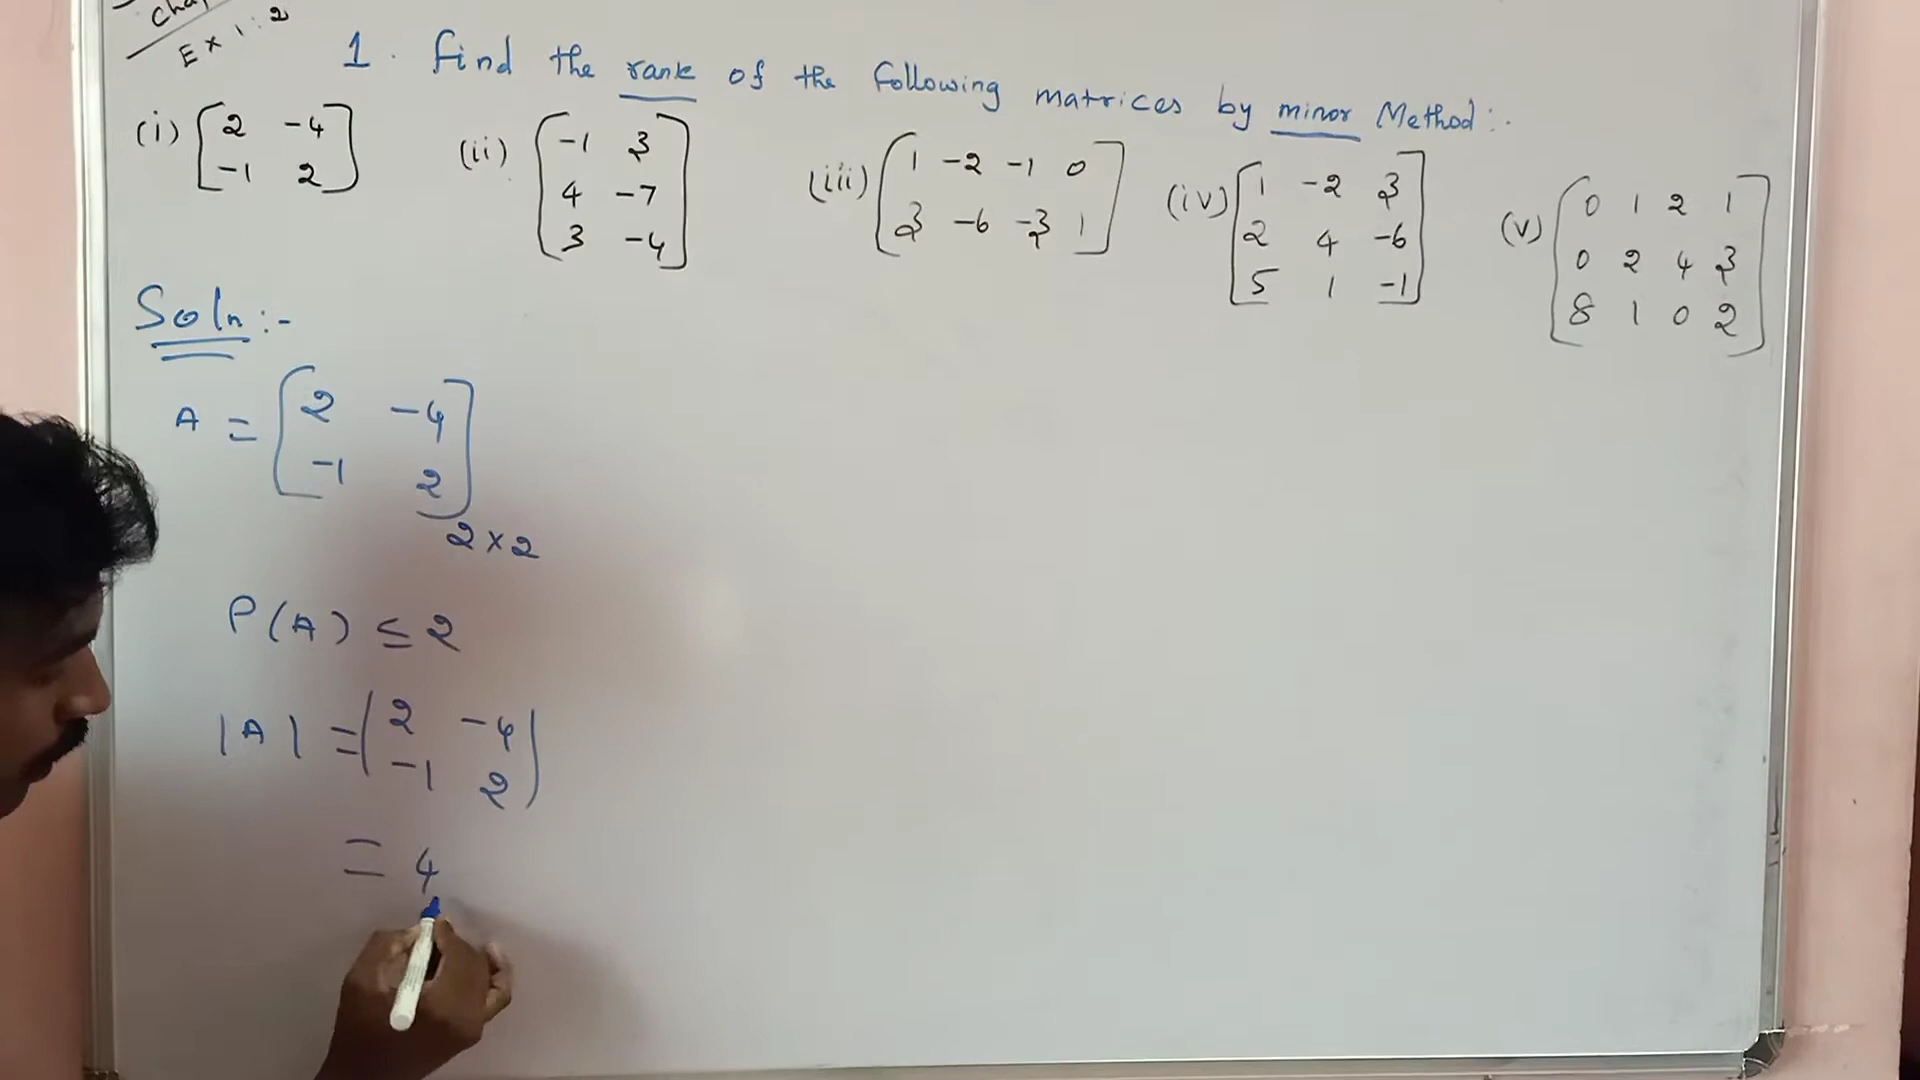 Ex 1.2
1. Find the rank of the following matrices by minor Method:-
(i) [2 -4
-1 2]
(ii) [-1 3
4 -7
3 -4]
(iii) [1 -2 -1 0
3 -6 -3 1]
(iv) [1 -2 3
2 4 -6
5 1 -1]
(v) [0 1 2 1
0 2 4 3
8 1 0 2]
Soln:-
A = [2 -4
-1 2] 2×2
P(A) ≤ 2
|A| = |2 -4
-1 2|
= 4